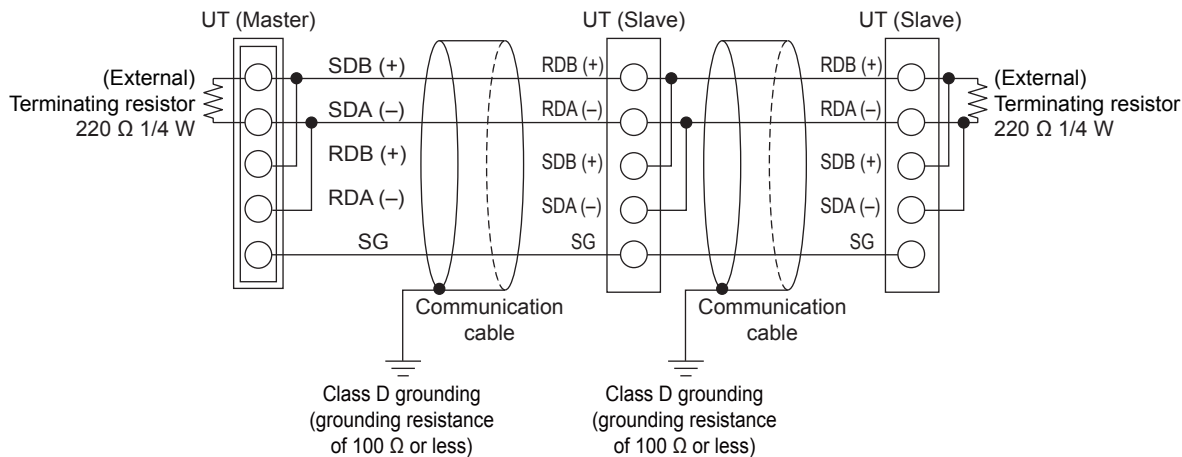 UT (Master)
UT (Slave)
UT (Slave)
(External)
Terminating resistor
220 Ω 1/4 W
SDB (+)
SDA (–)
RDB (+)
RDA (–)
SG
RDB (+)
RDA (–)
SDB (+)
SDA (–)
SG
RDB (+)
RDA (–)
SDB (+)
SDA (–)
SG
(External)
Terminating resistor
220 Ω 1/4 W
Communication
cable
Communication
cable
Class D grounding
(grounding resistance
of 100 Ω or less)
Class D grounding
(grounding resistance
of 100 Ω or less)